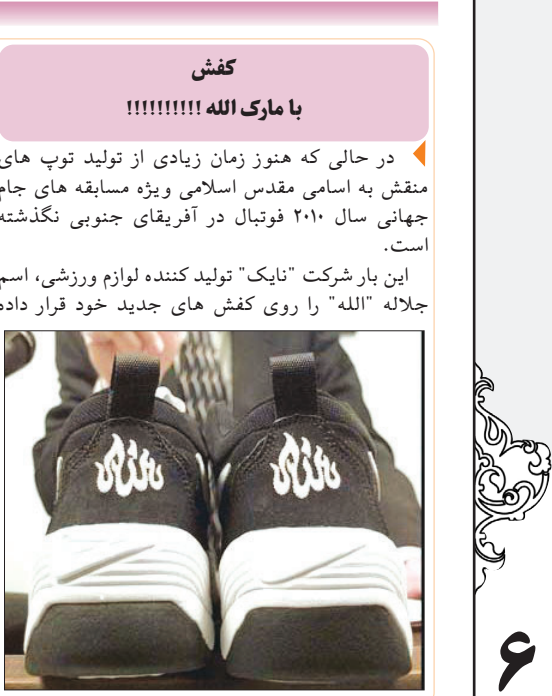 کفش
با مارک الله !!!!!!!!!!
در حالی که هنوز زمان زیادی از تولید توپ های
منقش به اسامی مقدس اسلامی ویژه مسابقه های جام
جهانی سال ۲۰۱۰ فوتبال در آفریقای جنوبی نگذشته
است.
این بار شرکت "نایک" تولید کننده لوازم ورزشی، اسم
جلاله "الله" را روی کفش های جدید خود قرار داده
۶